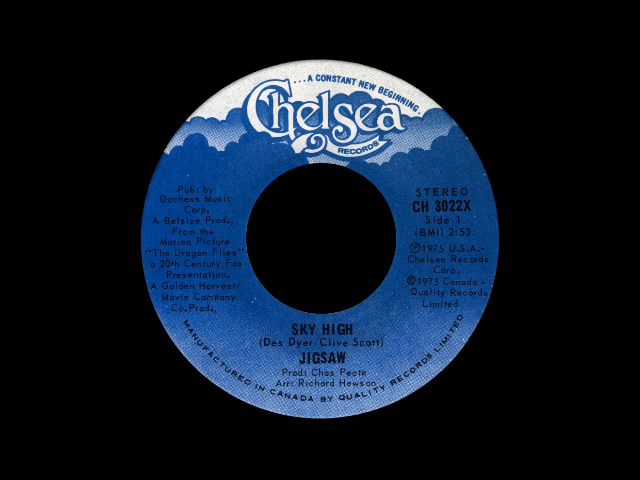 ...A CONSTANT NEW BEGINNING.
Chelsea
RECORDS
Pub: by
Duchess Music
Corp.
A Belsize Prod.
From the
Motion Picture
"The Dragon Flies"
a 20th Century Fox
Presentation.
A Golden Harvest/
Movie Company
Co.Prod.
STEREO
CH 3022X
Side 1
(BMI) 2:53
Ⓟ1975 U.S.A.-
Chelsea Records
Corp.
©1975 Canada -
Quality Records
Limited
SKY HIGH
(Des Dyer/Clive Scott)
JIGSAW
Prod: Chas Peate
Arr: Richard Hewson
MANUFACTURED IN CANADA BY QUALITY RECORDS LIMITED